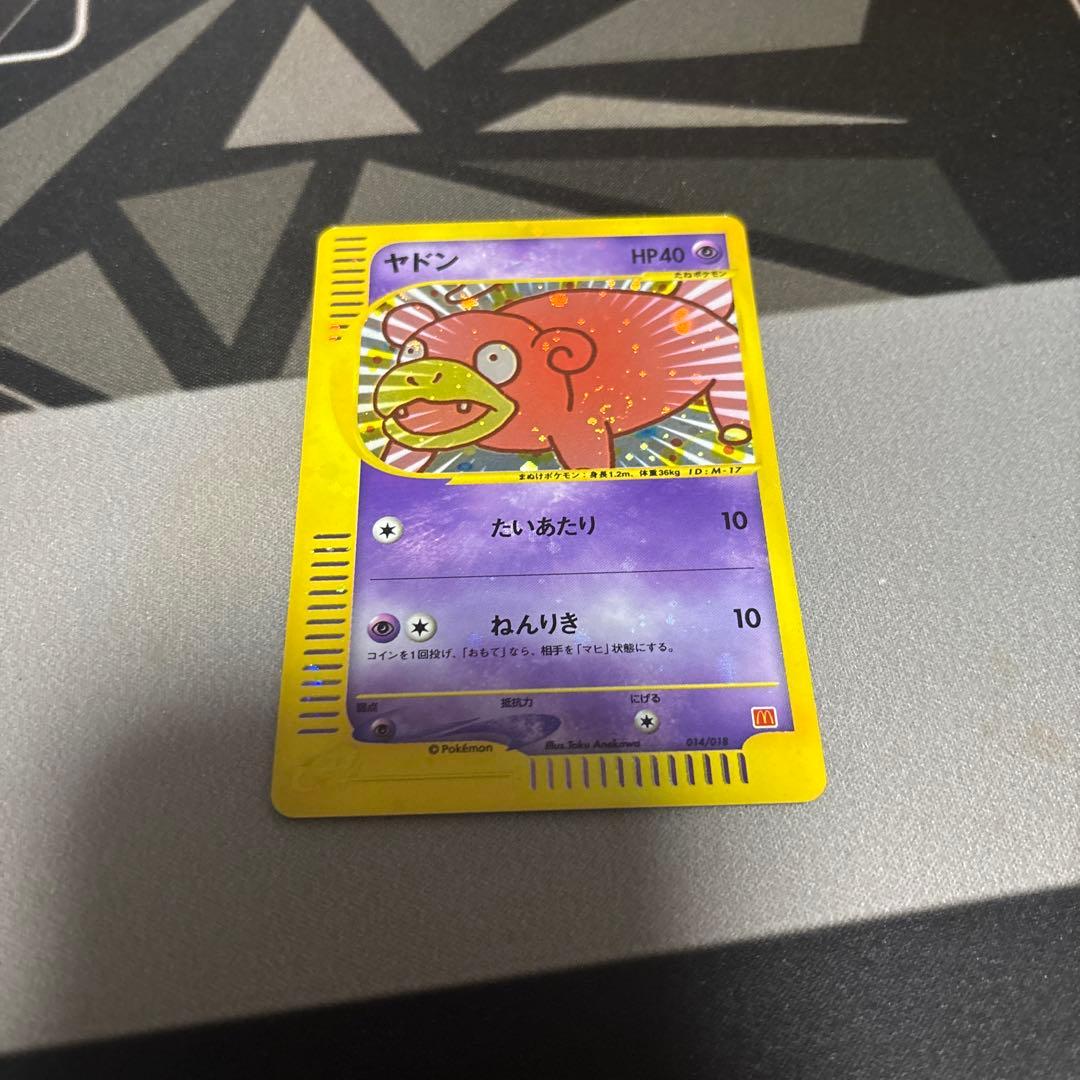 ヤドン HP40
たねポケモン
まぬけポケモン：身長1.2m、体重36kg ID:M-17
たいあたり 10
ねんりき 10
コインを1回投げ、「おもて」なら、相手を「マヒ」状態にする。
弱点 抵抗力 にげる
©Pokémon Illus.Taku Anekawa 014/018